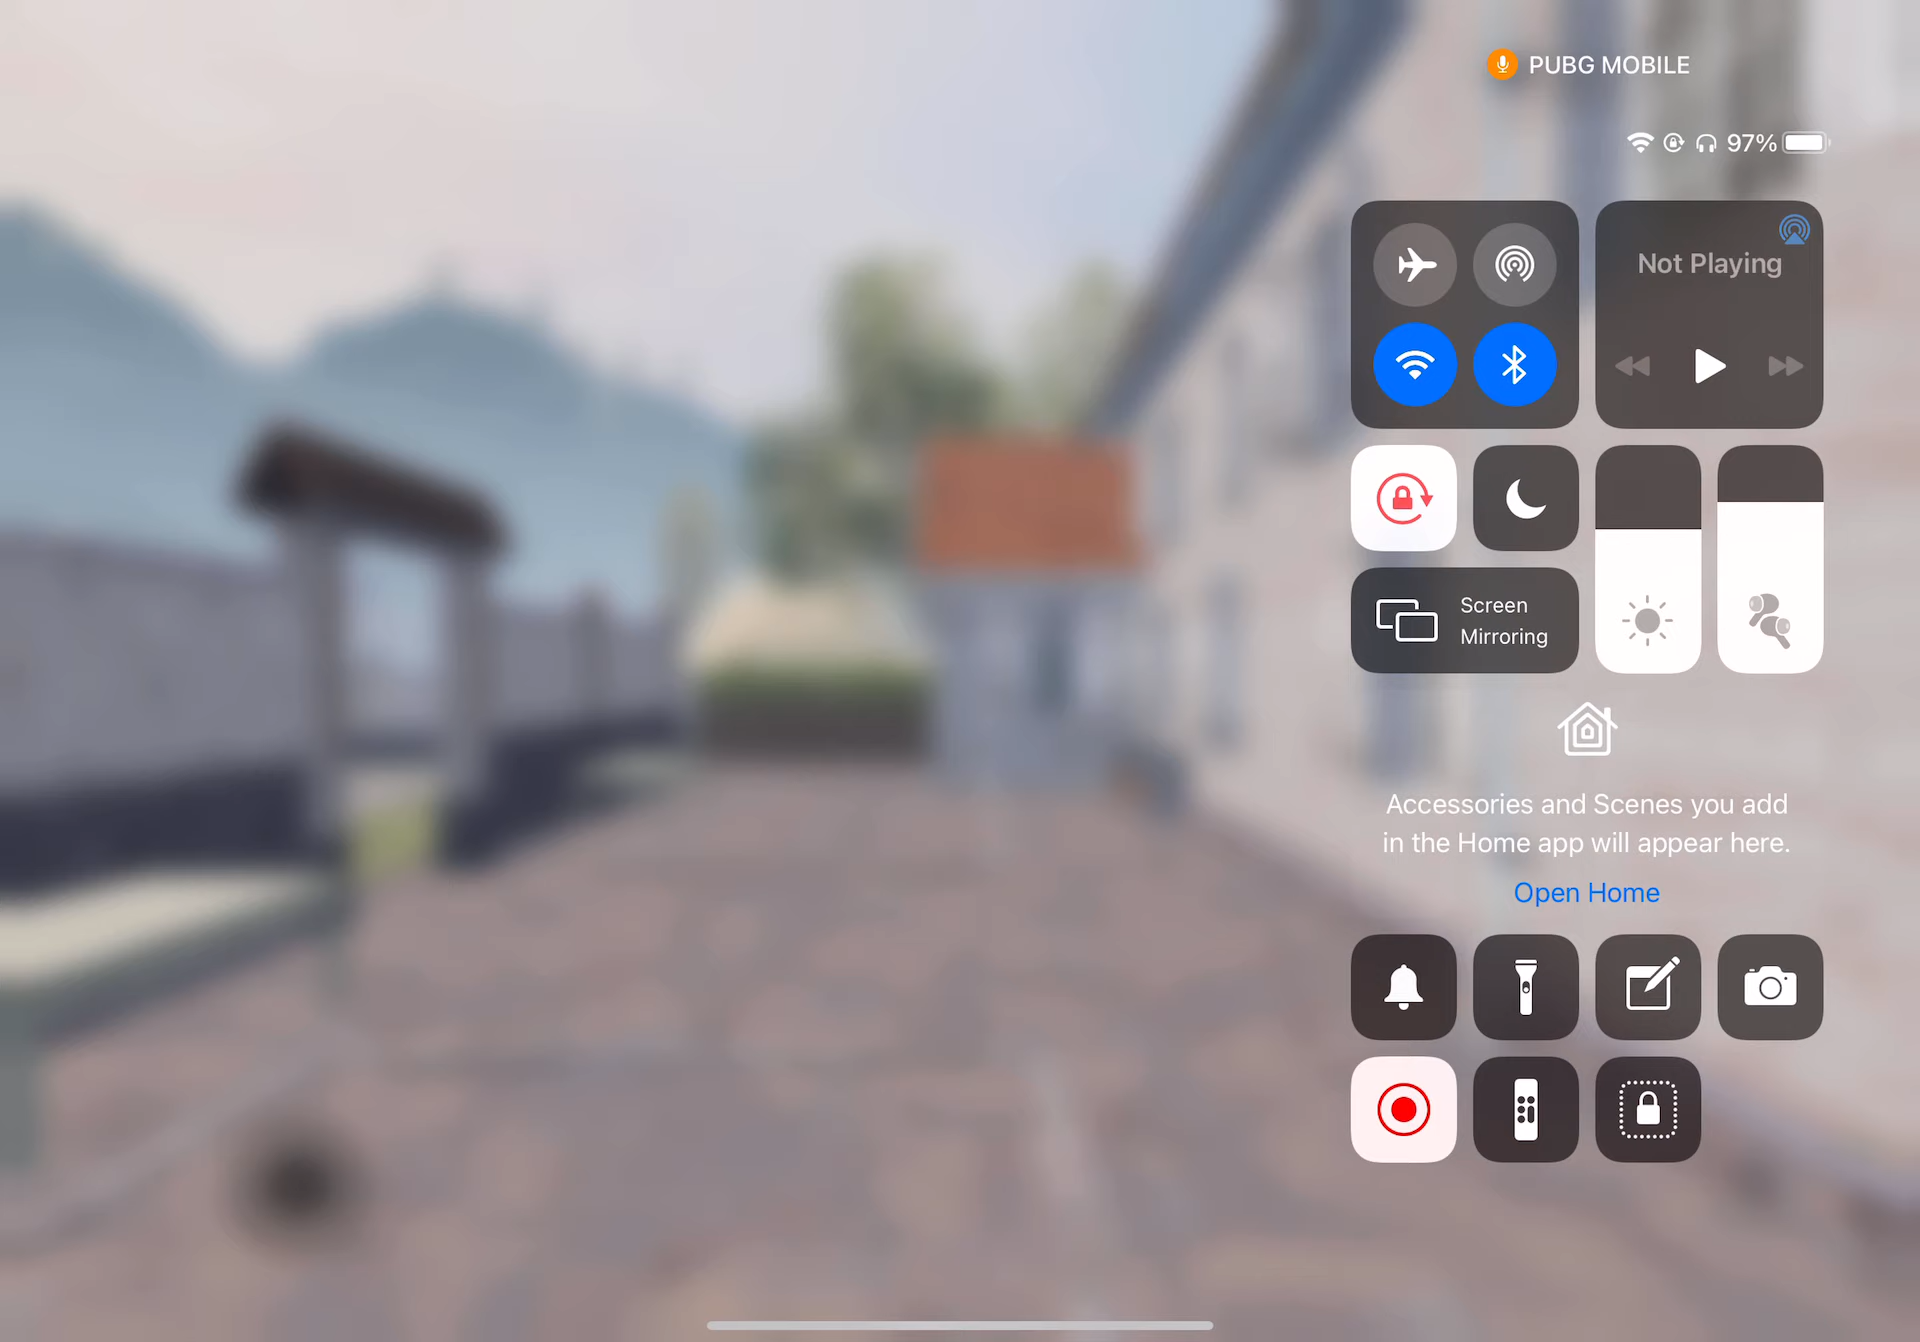 PUBG MOBILE
97%
Not Playing
Screen
Mirroring
Accessories and Scenes you add
in the Home app will appear here.
Open Home